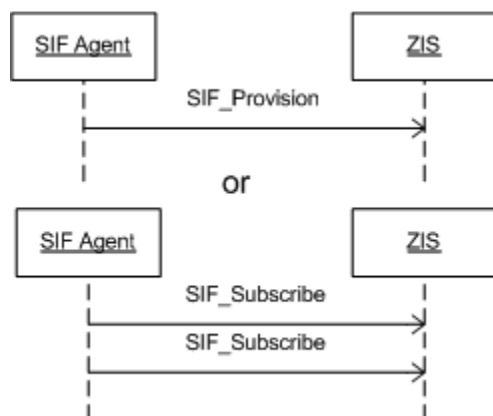 SIF Agent
ZIS
SIF_Provision
or
SIF Agent
ZIS
SIF_Subscribe
SIF_Subscribe